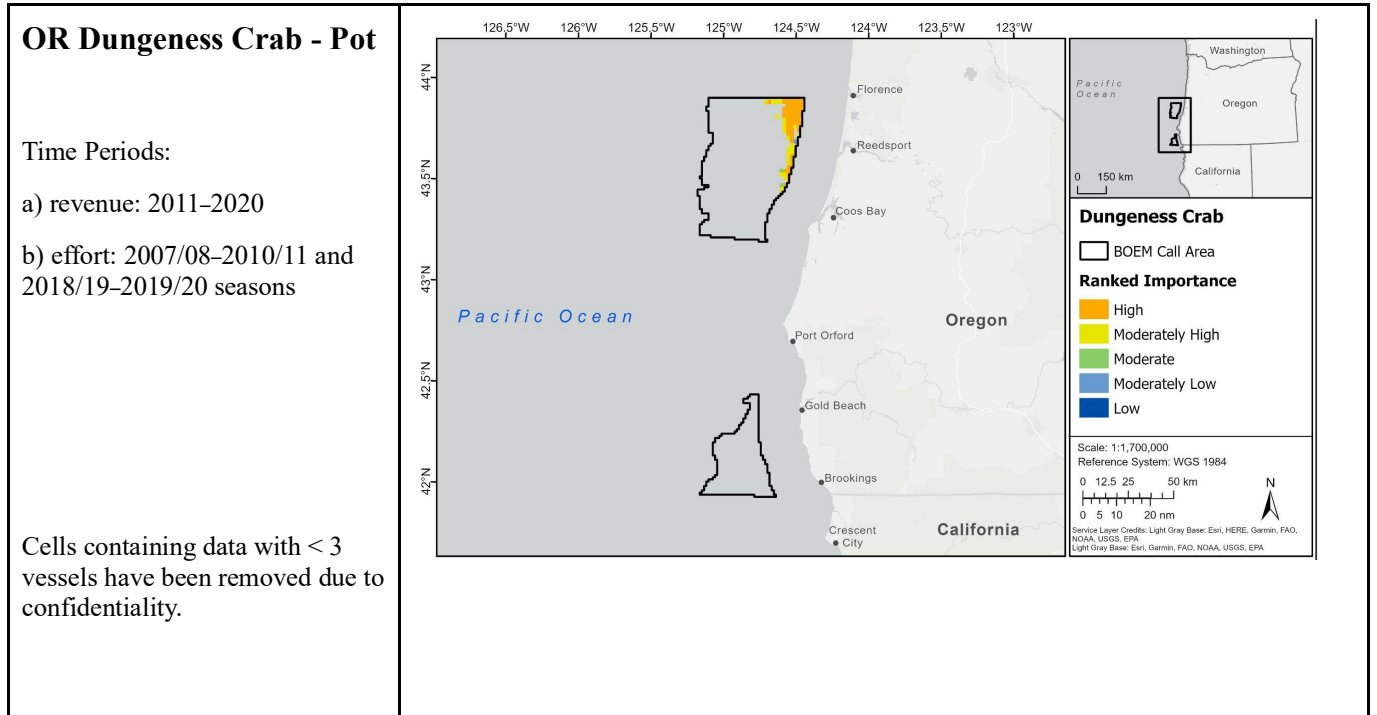 OR Dungeness Crab - Pot
Time Periods:
a) revenue: 2011–2020
b) effort: 2007/08–2010/11 and
2018/19–2019/20 seasons
Cells containing data with < 3
vessels have been removed due to
confidentiality.
126.5°W 126°W 125.5°W 125°W 124.5°W 124°W 123.5°W 123°W
44°N
43.5°N
43°N
42.5°N
42°N
Florence
Reedsport
Coos Bay
Pacific Ocean
Oregon
Port Orford
Gold Beach
Brookings
Crescent
City
California
Washington
Pacific
Ocean
Oregon
California
0 150 km
Dungeness Crab
BOEM Call Area
Ranked Importance
High
Moderately High
Moderate
Moderately Low
Low
Scale: 1:1,700,000
Reference System: WGS 1984
0 12.5 25 50 km
0 5 10 20 nm
N
Service Layer Credits: Light Gray Base: Esri, HERE, Garmin, FAO,
NOAA, USGS, EPA
Light Gray Base: Esri, Garmin, FAO, NOAA, USGS, EPA